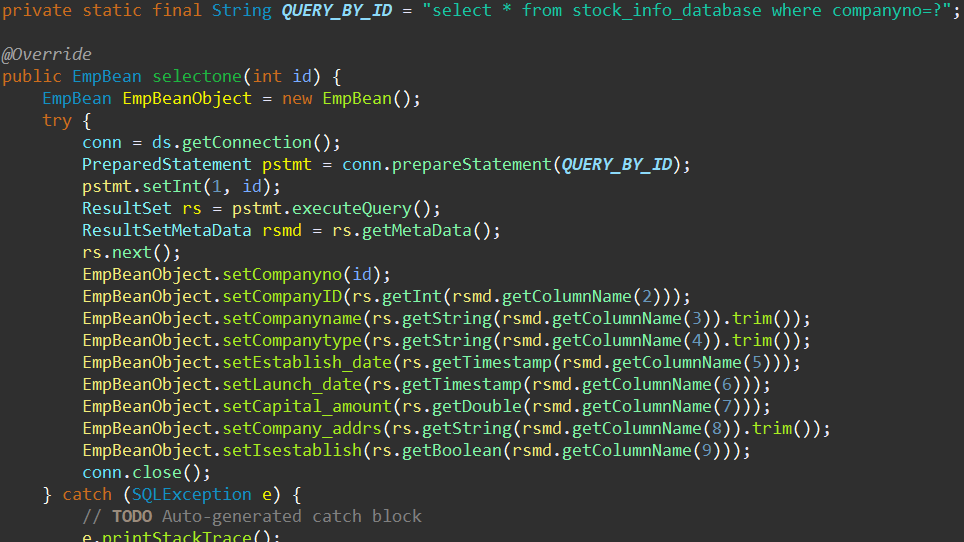 private static final String QUERY_BY_ID = "select * from stock_info_database where companyno=?";
@Override
public EmpBean selectone(int id) {
EmpBean EmpBeanObject = new EmpBean();
try {
conn = ds.getConnection();
PreparedStatement pstmt = conn.prepareStatement(QUERY_BY_ID);
pstmt.setInt(1, id);
ResultSet rs = pstmt.executeQuery();
ResultSetMetaData rsmd = rs.getMetaData();
rs.next();
EmpBeanObject.setCompanyno(id);
EmpBeanObject.setCompanyID(rs.getInt(rsmd.getColumnName(2)));
EmpBeanObject.setCompanyname(rs.getString(rsmd.getColumnName(3)).trim());
EmpBeanObject.setCompanytype(rs.getString(rsmd.getColumnName(4)).trim());
EmpBeanObject.setEstablish_date(rs.getTimestamp(rsmd.getColumnName(5)));
EmpBeanObject.setLaunch_date(rs.getTimestamp(rsmd.getColumnName(6)));
EmpBeanObject.setCapital_amount(rs.getDouble(rsmd.getColumnName(7)));
EmpBeanObject.setCompany_addrs(rs.getString(rsmd.getColumnName(8)).trim());
EmpBeanObject.setIsestablish(rs.getBoolean(rsmd.getColumnName(9)));
conn.close();
} catch (SQLException e) {
// TODO Auto-generated catch block
e.printStackTrace();